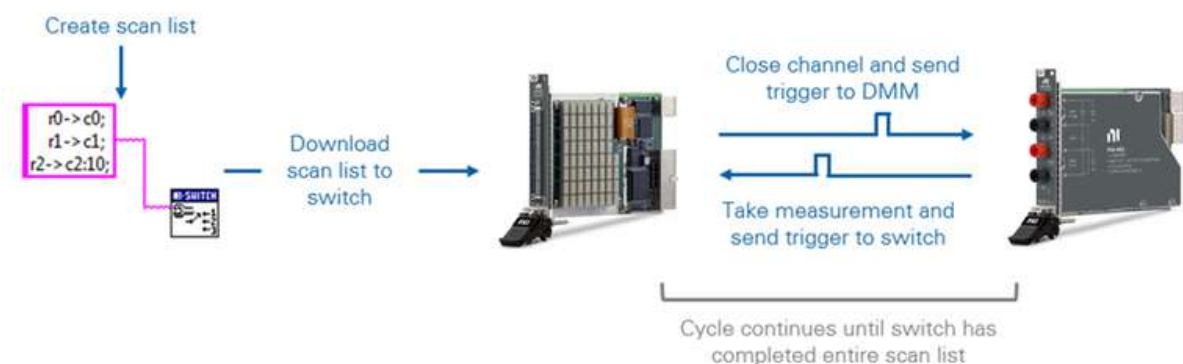 Create scan list
r0-> c0;
r1-> c1;
r2-> c2:10;
SWITCH
Download
scan list to
switch
Close channel and send
trigger to DMM
Take measurement and
send trigger to switch
Cycle continues until switch has
completed entire scan list